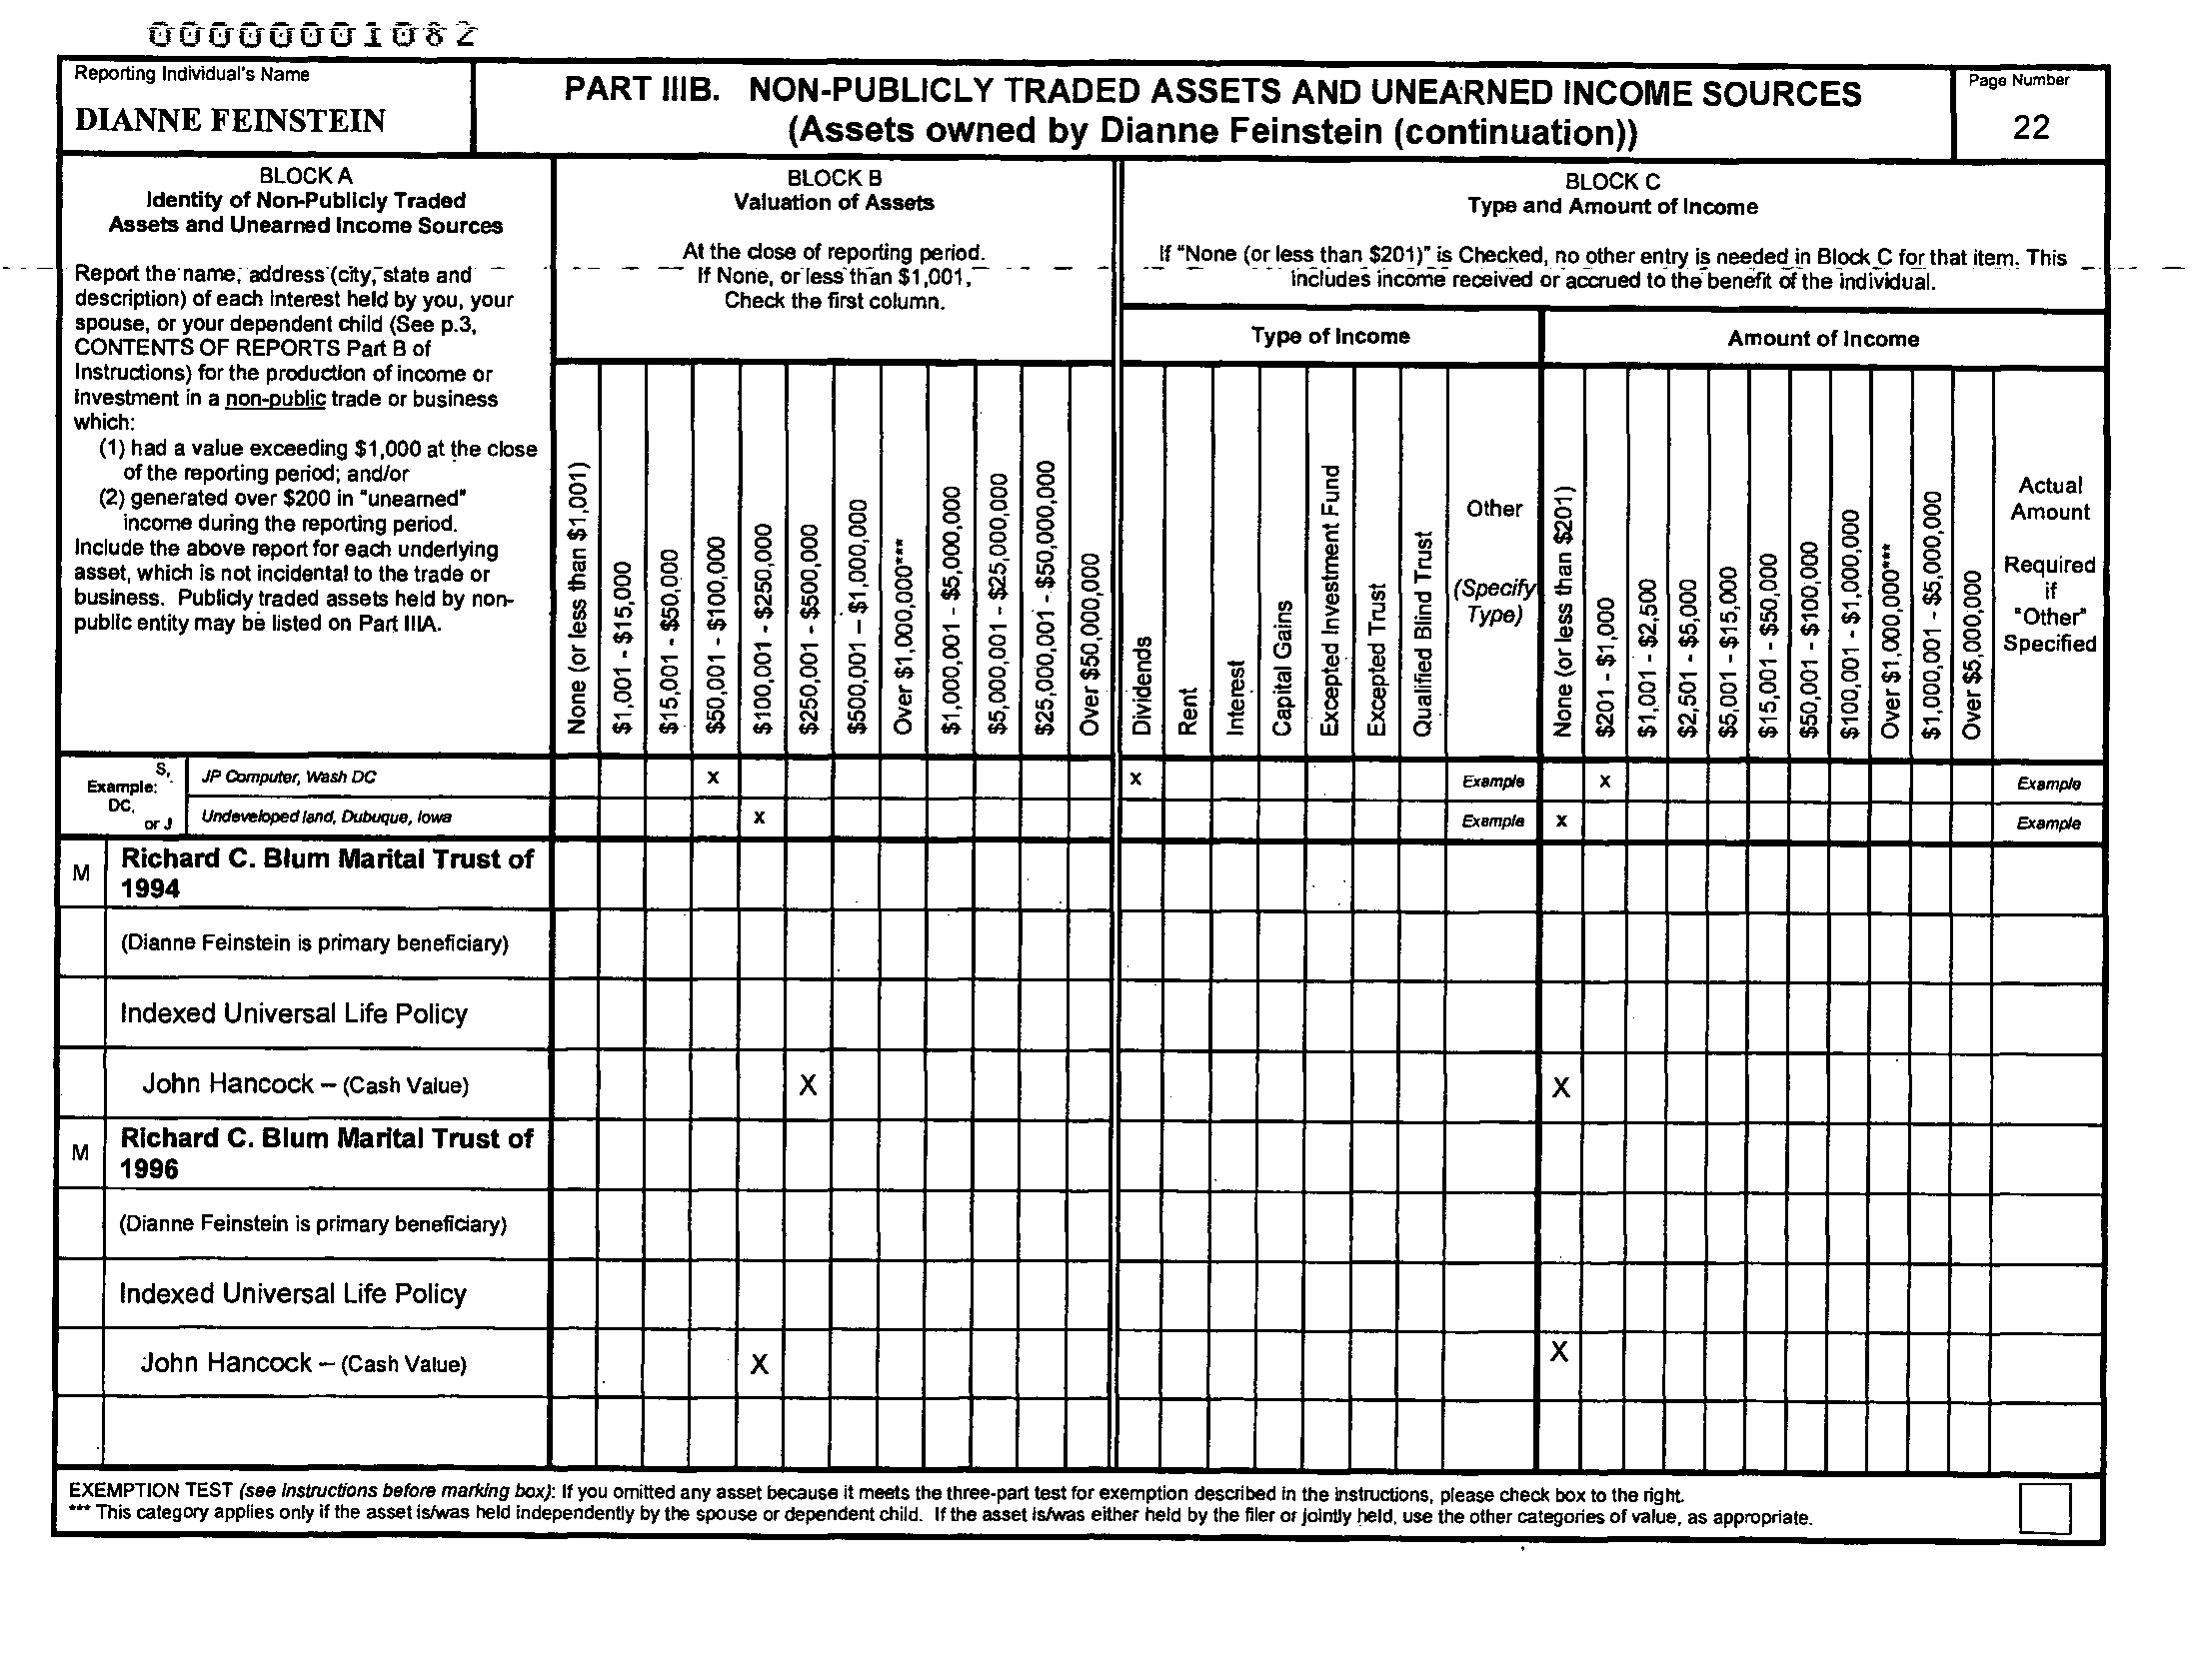 00000001082
Reporting Individual's Name
DIANNE FEINSTEIN
PART IIIB. NON-PUBLICLY TRADED ASSETS AND UNEARNED INCOME SOURCES
(Assets owned by Dianne Feinstein (continuation))
Page Number
22
BLOCK A
Identity of Non-Publicly Traded
Assets and Unearned Income Sources
Report the name, address (city, state and
description) of each interest held by you, your
spouse, or your dependent child (See p.3,
CONTENTS OF REPORTS Part B of
Instructions) for the production of income or
investment in a non-public trade or business
which:
(1) had a value exceeding $1,000 at the close
of the reporting period; and/or
(2) generated over $200 in "unearned"
income during the reporting period.
Include the above report for each underlying
asset, which is not incidental to the trade or
business. Publicly traded assets held by non-
public entity may be listed on Part IIIA.
BLOCK B
Valuation of Assets
At the close of reporting period.
If None, or less than $1,001,
Check the first column.
None (or less than $1,001)
$1,001 - $15,000
$15,001 - $50,000
$50,001 - $100,000
$100,001 - $250,000
$250,001 - $500,000
$500,001 – $1,000,000
Over $1,000,000***
$1,000,001 - $5,000,000
$5,000,001 - $25,000,000
$25,000,001 - $50,000,000
Over $50,000,000
BLOCK C
Type and Amount of Income
If "None (or less than $201)" is Checked, no other entry is needed in Block C for that item. This
includes income received or accrued to the benefit of the individual.
Type of Income
Dividends
Rent
Interest
Capital Gains
Excepted Investment Fund
Excepted Trust
Qualified Blind Trust
Other
(Specify
Type)
Amount of Income
None (or less than $201)
$201 - $1,000
$1,001 - $2,500
$2,501 - $5,000
$5,001 - $15,000
$15,001 - $50,000
$50,001 - $100,000
$100,001 - $1,000,000
Over $1,000,000***
$1,000,001 - $5,000,000
Over $5,000,000
Actual
Amount
Required
if
"Other"
Specified
Example: S,
DC,
or J
JP Computer, Wash DC X X Example X Example
Undeveloped land, Dubuque, Iowa X Example X Example
M Richard C. Blum Marital Trust of
1994
(Dianne Feinstein is primary beneficiary)
Indexed Universal Life Policy
John Hancock – (Cash Value) X X
M Richard C. Blum Marital Trust of
1996
(Dianne Feinstein is primary beneficiary)
Indexed Universal Life Policy
John Hancock – (Cash Value) X X
EXEMPTION TEST (see instructions before marking box): If you omitted any asset because it meets the three-part test for exemption described in the instructions, please check box to the right.
*** This category applies only if the asset is/was held independently by the spouse or dependent child. If the asset is/was either held by the filer or jointly held, use the other categories of value, as appropriate.